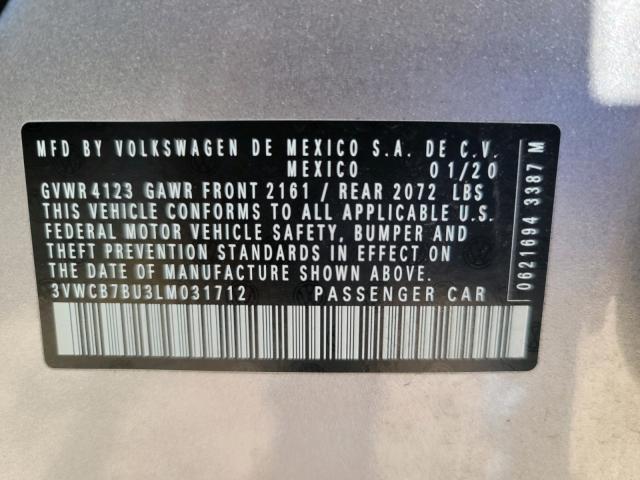 MFD BY VOLKSWAGEN DE MEXICO S.A. DE C.V.
MEXICO 01/20
GVWR 4123 GAWR FRONT 2161 / REAR 2072 LBS
THIS VEHICLE CONFORMS TO ALL APPLICABLE U.S.
FEDERAL MOTOR VEHICLE SAFETY, BUMPER AND
THEFT PREVENTION STANDARDS IN EFFECT ON
THE DATE OF MANUFACTURE SHOWN ABOVE.
3VWCB7BU3LM031712 PASSENGER CAR
0621694 3387 M